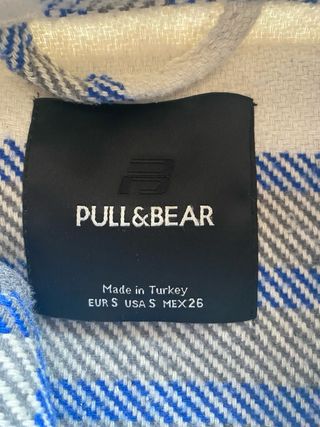 PULL&BEAR
Made in Turkey
EUR S USA S MEX 26